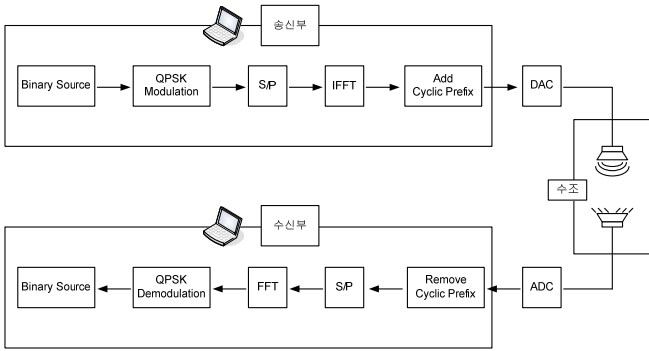 송신부
Binary Source
QPSK
Modulation
S/P
IFFT
Add
Cyclic Prefix
DAC
수조
수신부
Binary Source
QPSK
Demodulation
FFT
S/P
Remove
Cyclic Prefix
ADC